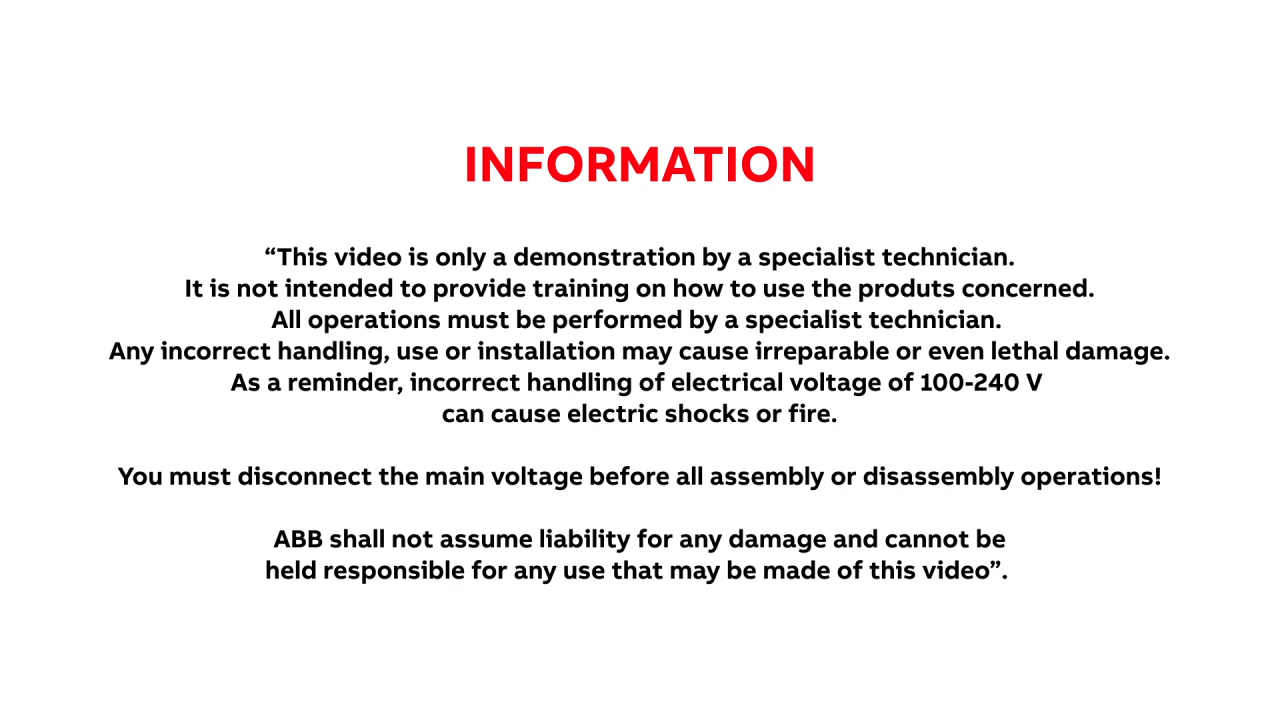 INFORMATION
“This video is only a demonstration by a specialist technician.
It is not intended to provide training on how to use the produts concerned.
All operations must be performed by a specialist technician.
Any incorrect handling, use or installation may cause irreparable or even lethal damage.
As a reminder, incorrect handling of electrical voltage of 100-240 V
can cause electric shocks or fire.
You must disconnect the main voltage before all assembly or disassembly operations!
ABB shall not assume liability for any damage and cannot be
held responsible for any use that may be made of this video”.